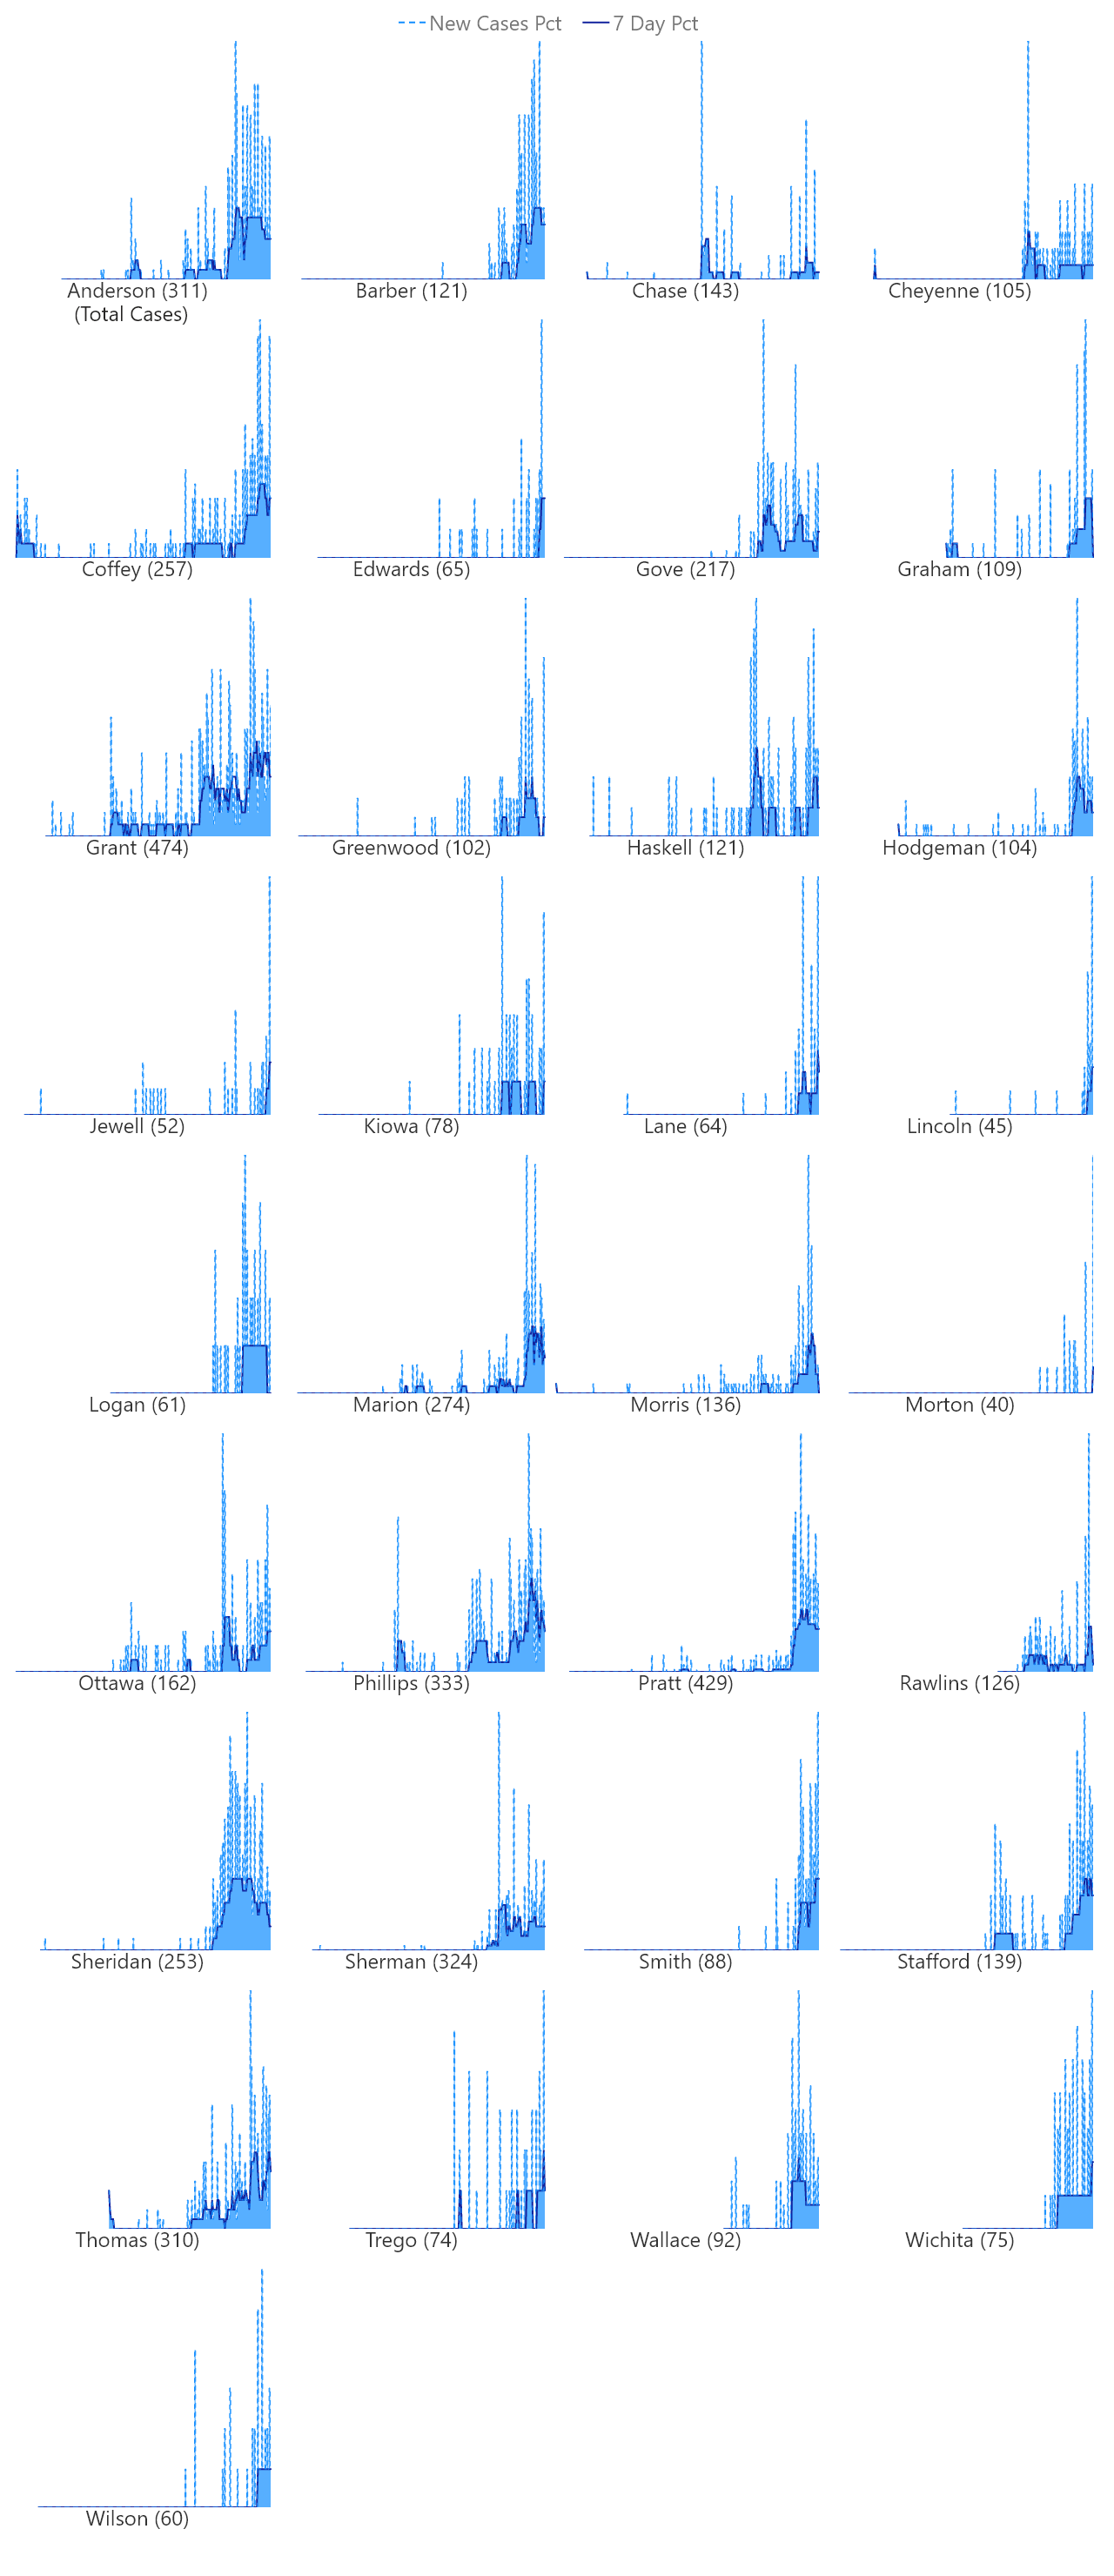 New Cases Pct 7 Day Pct
Anderson (311) Barber (121) Chase (143) Cheyenne (105)
(Total Cases)
Coffey (257) Edwards (65) Gove (217) Graham (109)
Grant (474) Greenwood (102) Haskell (121) Hodgeman (104)
Jewell (52) Kiowa (78) Lane (64) Lincoln (45)
Logan (61) Marion (274) Morris (136) Morton (40)
Ottawa (162) Phillips (333) Pratt (429) Rawlins (126)
Sheridan (253) Sherman (324) Smith (88) Stafford (139)
Thomas (310) Trego (74) Wallace (92) Wichita (75)
Wilson (60)